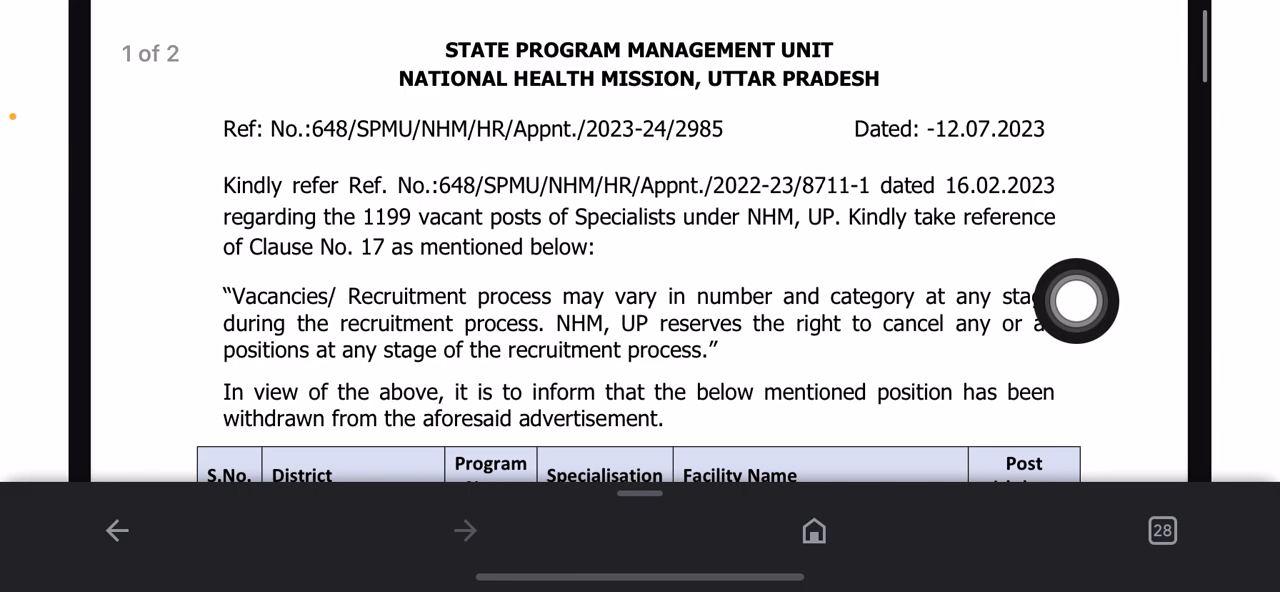 1 of 2
STATE PROGRAM MANAGEMENT UNIT
NATIONAL HEALTH MISSION, UTTAR PRADESH
Ref: No.:648/SPMU/NHM/HR/Appnt./2023-24/2985 Dated: -12.07.2023
Kindly refer Ref. No.:648/SPMU/NHM/HR/Appnt./2022-23/8711-1 dated 16.02.2023
regarding the 1199 vacant posts of Specialists under NHM, UP. Kindly take reference
of Clause No. 17 as mentioned below:
“Vacancies/ Recruitment process may vary in number and category at any
during the recruitment process. NHM, UP reserves the right to cancel any or
positions at any stage of the recruitment process.”
In view of the above, it is to inform that the below mentioned position has been
withdrawn from the aforesaid advertisement.
S.No. District Program Specialisation Facility Name Post
28